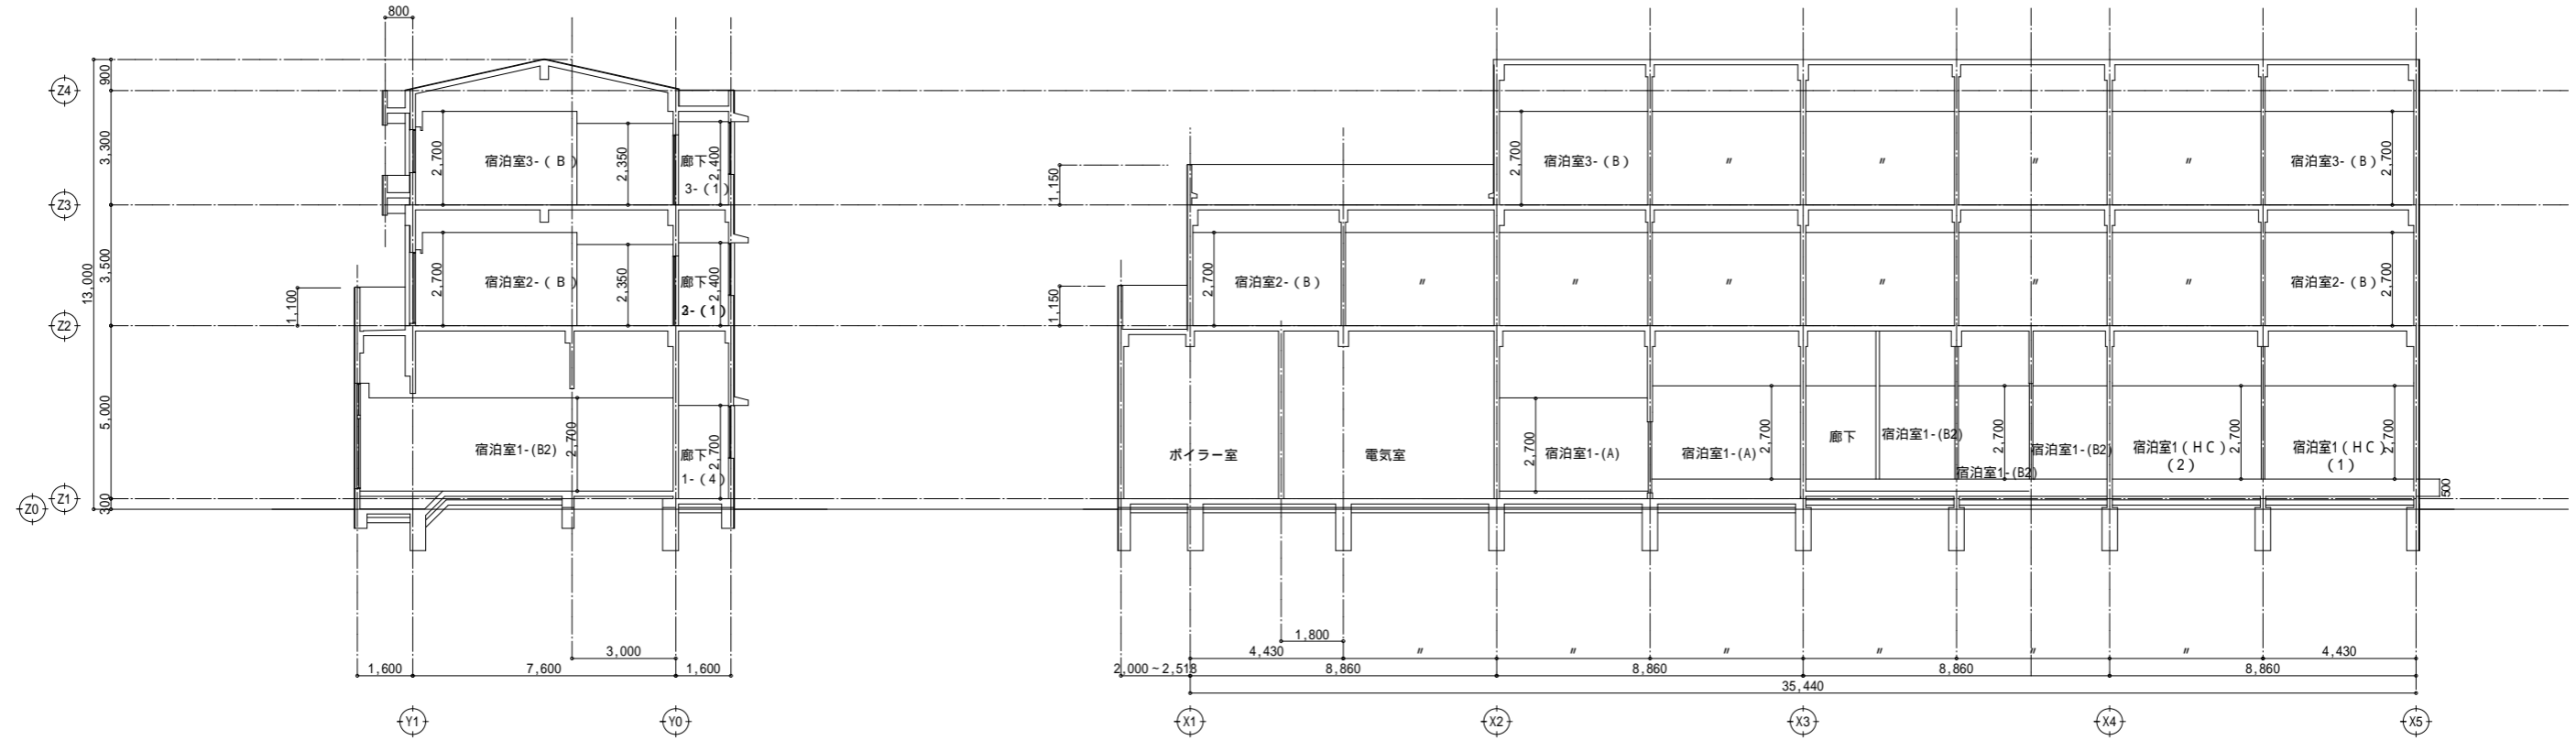 800
Z4
Z3
Z2
Z1
Z0
13,000
900
3,300
3,500
5,000
300
1,100
2,700
宿泊室3-(B)
2,350
廊下
3-(1)
2,400
2,700
宿泊室2-(B)
2,350
廊下
2-(1)
2,400
宿泊室1-(B2)
2,700
廊下
1-(4)
2,700
3,000
1,600
7,600
1,600
Y1
Y0
1,150
1,150
2,700
宿泊室3-(B)
〃
〃
〃
〃
宿泊室3-(B)
2,700
2,700
宿泊室2-(B)
〃
〃
〃
〃
〃
〃
宿泊室2-(B)
2,700
ボイラー室
電気室
2,700
宿泊室1-(A)
宿泊室1-(A)
2,700
廊下
宿泊室1-(B2)
2,700
宿泊室1-(B2)
宿泊室1-(B2)
宿泊室1(HC)
(2)
2,700
宿泊室1(HC)
(1)
2,700
500
1,800
4,430
〃
〃
〃
〃
〃
〃
4,430
2,000~2,518
8,860
8,860
8,860
8,860
35,440
X1
X2
X3
X4
X5